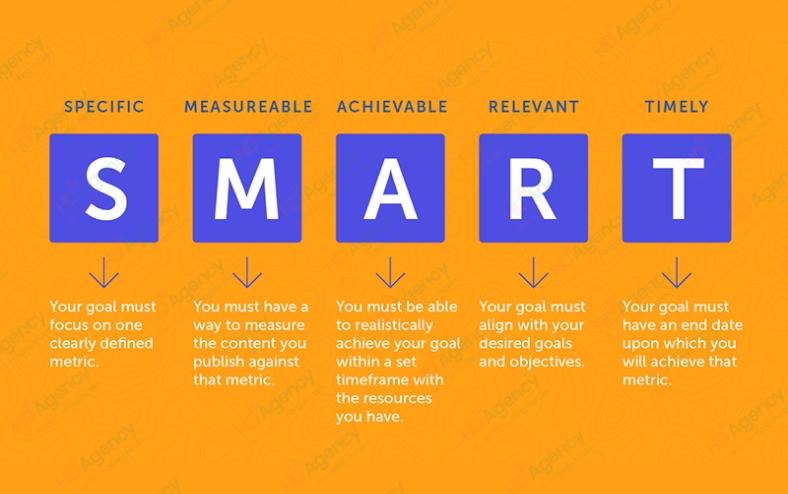 SPECIFIC
MEASUREABLE
ACHIEVABLE
RELEVANT
TIMELY
S
M
A
R
T
Your goal must
focus on one
clearly defined
metric.
You must have a
way to measure
the content you
publish against
that metric.
You must be able
to realistically
achieve your goal
within a set
timeframe with
the resources
you have.
Your goal must
align with your
desired goals
and objectives.
Your goal must
have an end date
upon which you
will achieve that
metric.
Agency